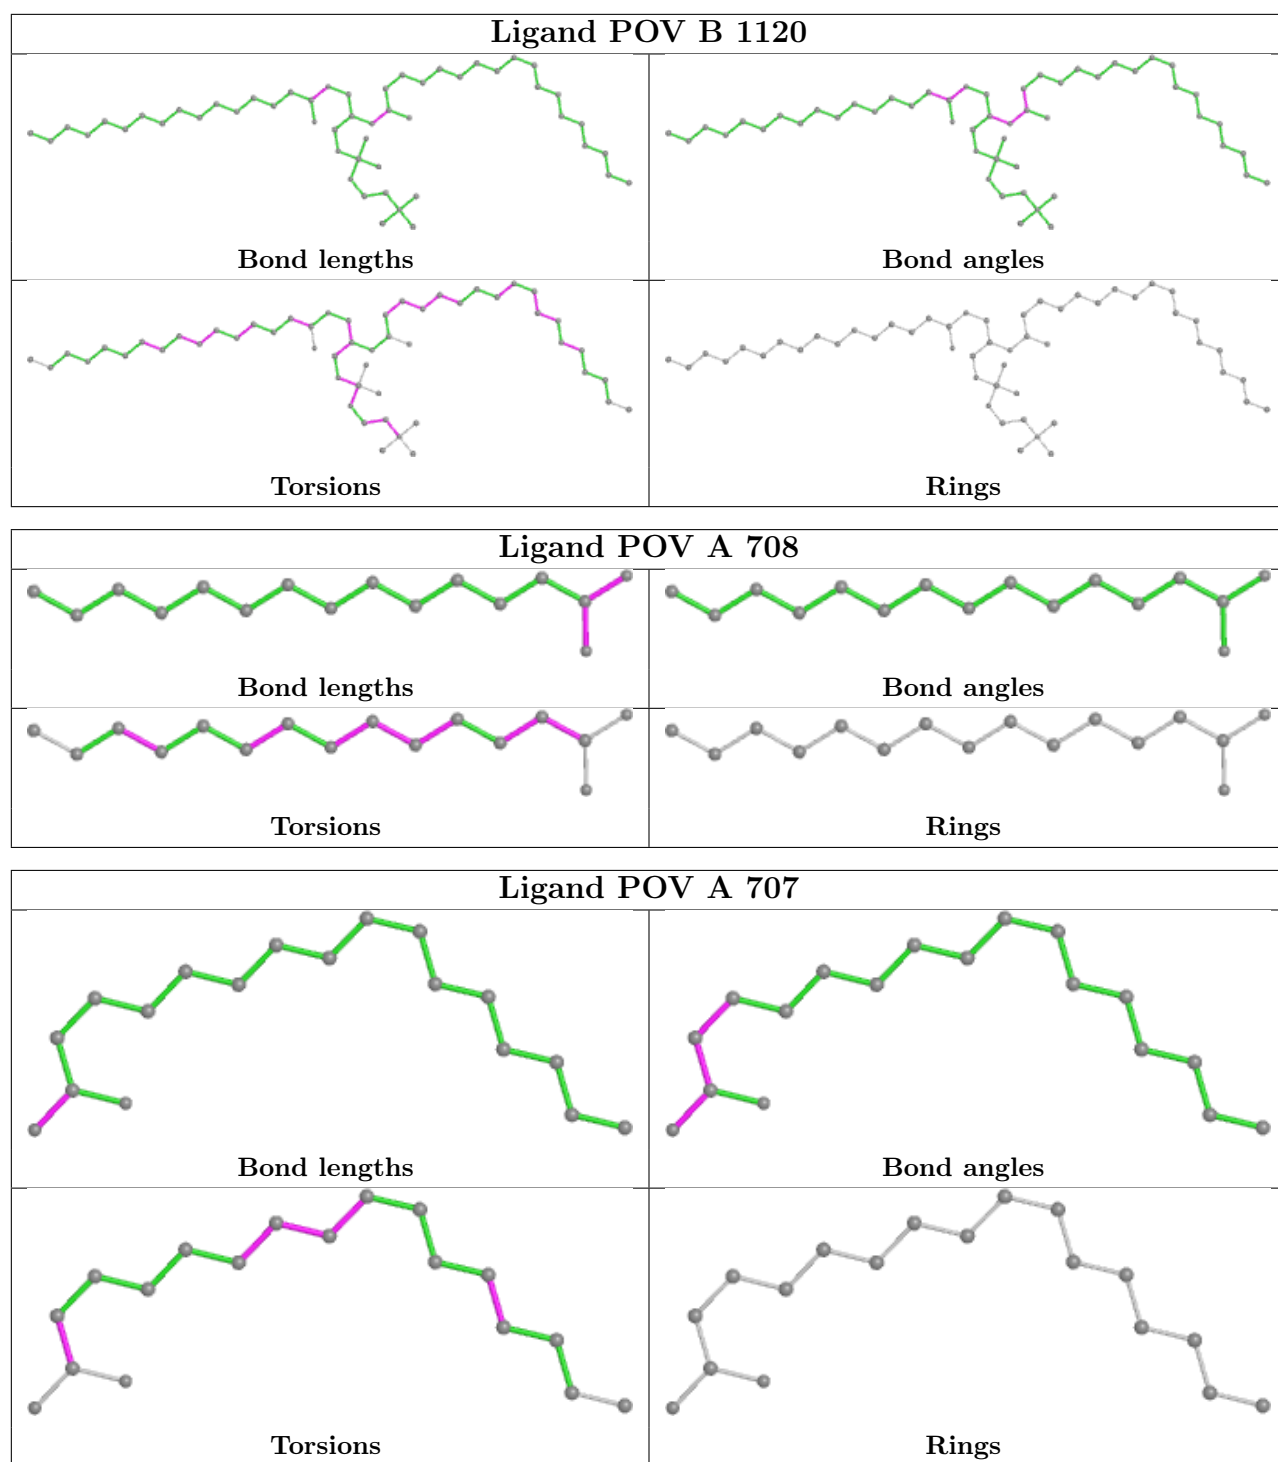 Ligand POV B 1120
Bond lengths
Bond angles
Torsions
Rings
Ligand POV A 708
Bond lengths
Bond angles
Torsions
Rings
Ligand POV A 707
Bond lengths
Bond angles
Torsions
Rings